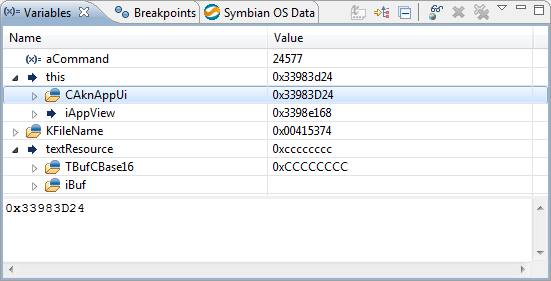 (x)= Variables Breakpoints Symbian OS Data
Name Value
(x)= aCommand 24577
this 0x33983d24
CAknAppUi 0x33983D24
iAppView 0x3398e168
KFileName 0x00415374
textResource 0xcccccccc
TBufCBase16 0xCCCCCCCC
iBuf
0x33983D24